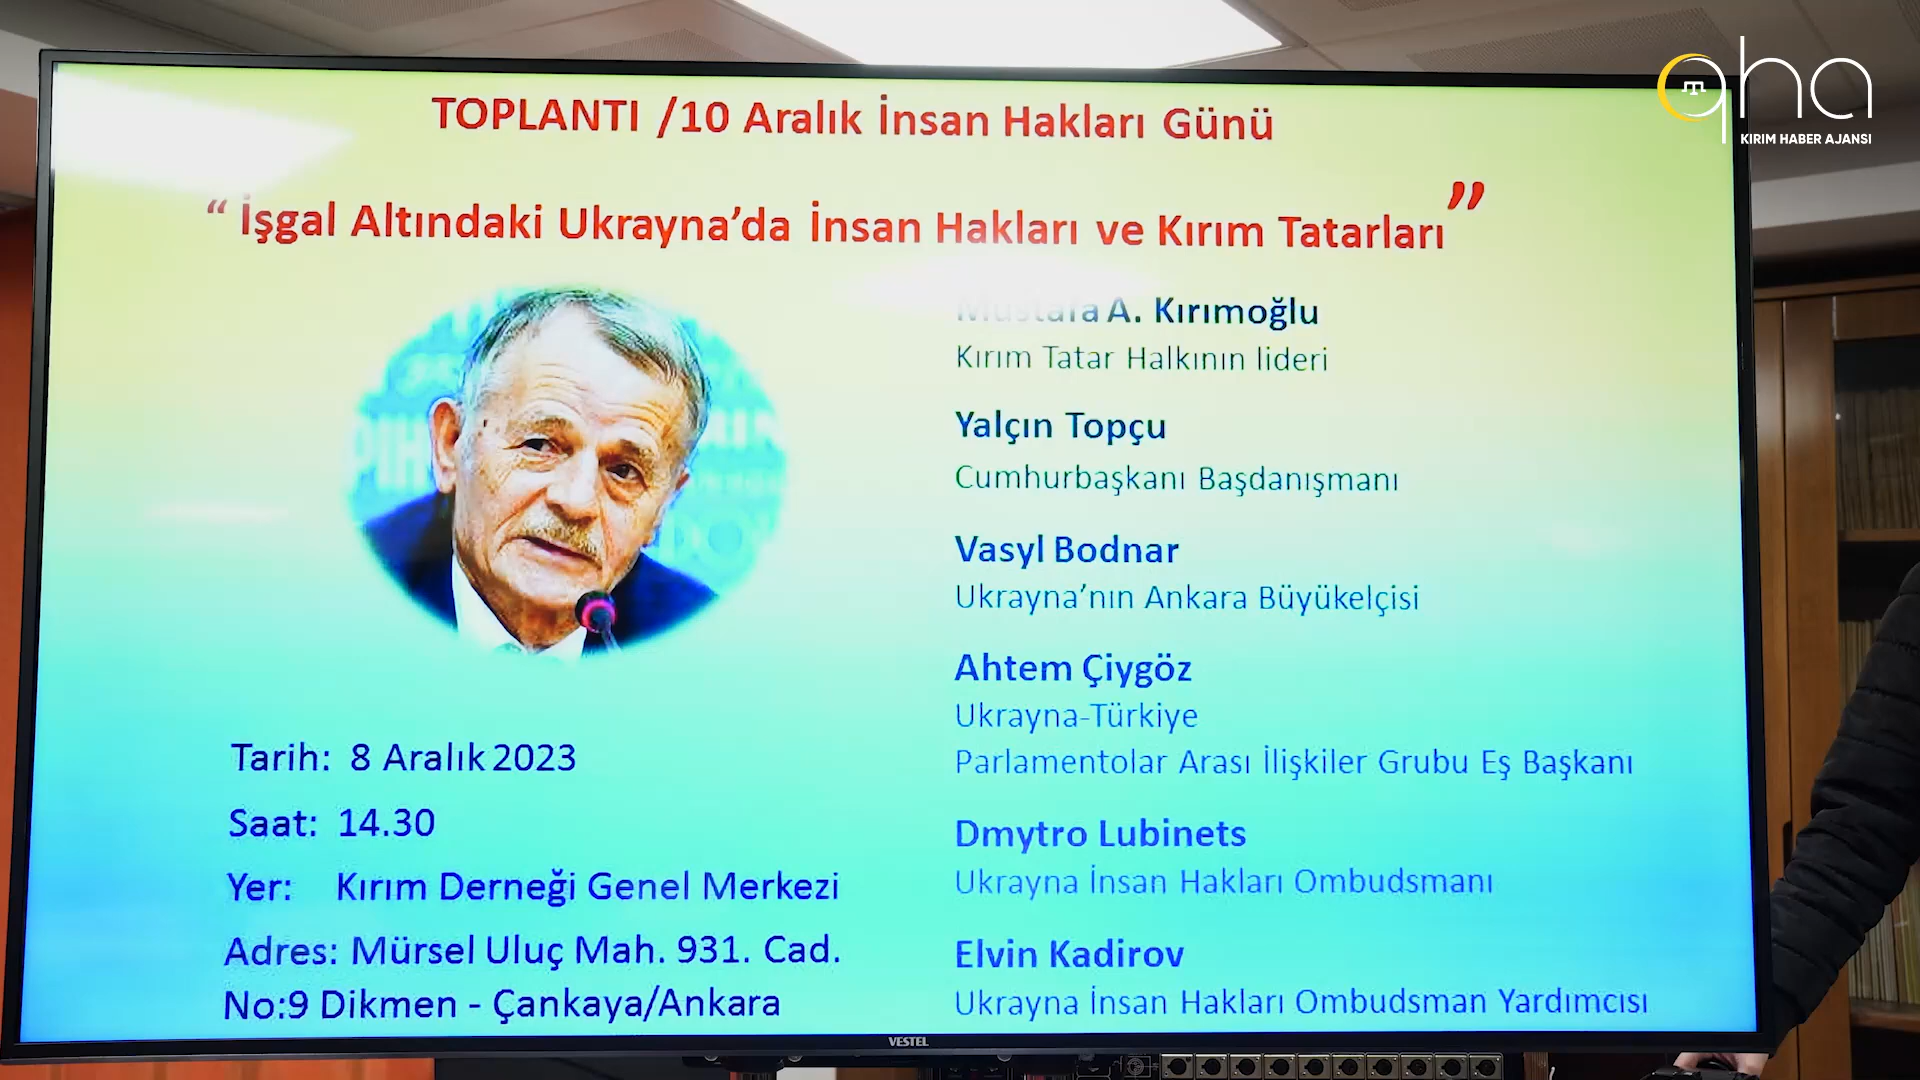 TOPLANTI /10 Aralık İnsan Hakları Günü
“ İşgal Altındaki Ukrayna’da İnsan Hakları ve Kırım Tatarları”
Mustafa A. Kırımoğlu
Kırım Tatar Halkının lideri
Yalçın Topçu
Cumhurbaşkanı Başdanışmanı
Vasyl Bodnar
Ukrayna’nın Ankara Büyükelçisi
Ahtem Çiygöz
Ukrayna-Türkiye
Parlamentolar Arası İlişkiler Grubu Eş Başkanı
Dmytro Lubinets
Ukrayna İnsan Hakları Ombudsmanı
Elvin Kadirov
Ukrayna İnsan Hakları Ombudsman Yardımcısı
Tarih: 8 Aralık 2023
Saat: 14.30
Yer: Kırım Derneği Genel Merkezi
Adres: Mürsel Uluç Mah. 931. Cad.
No:9 Dikmen - Çankaya/Ankara
VESTEL
qha
KIRIM HABER AJANSI